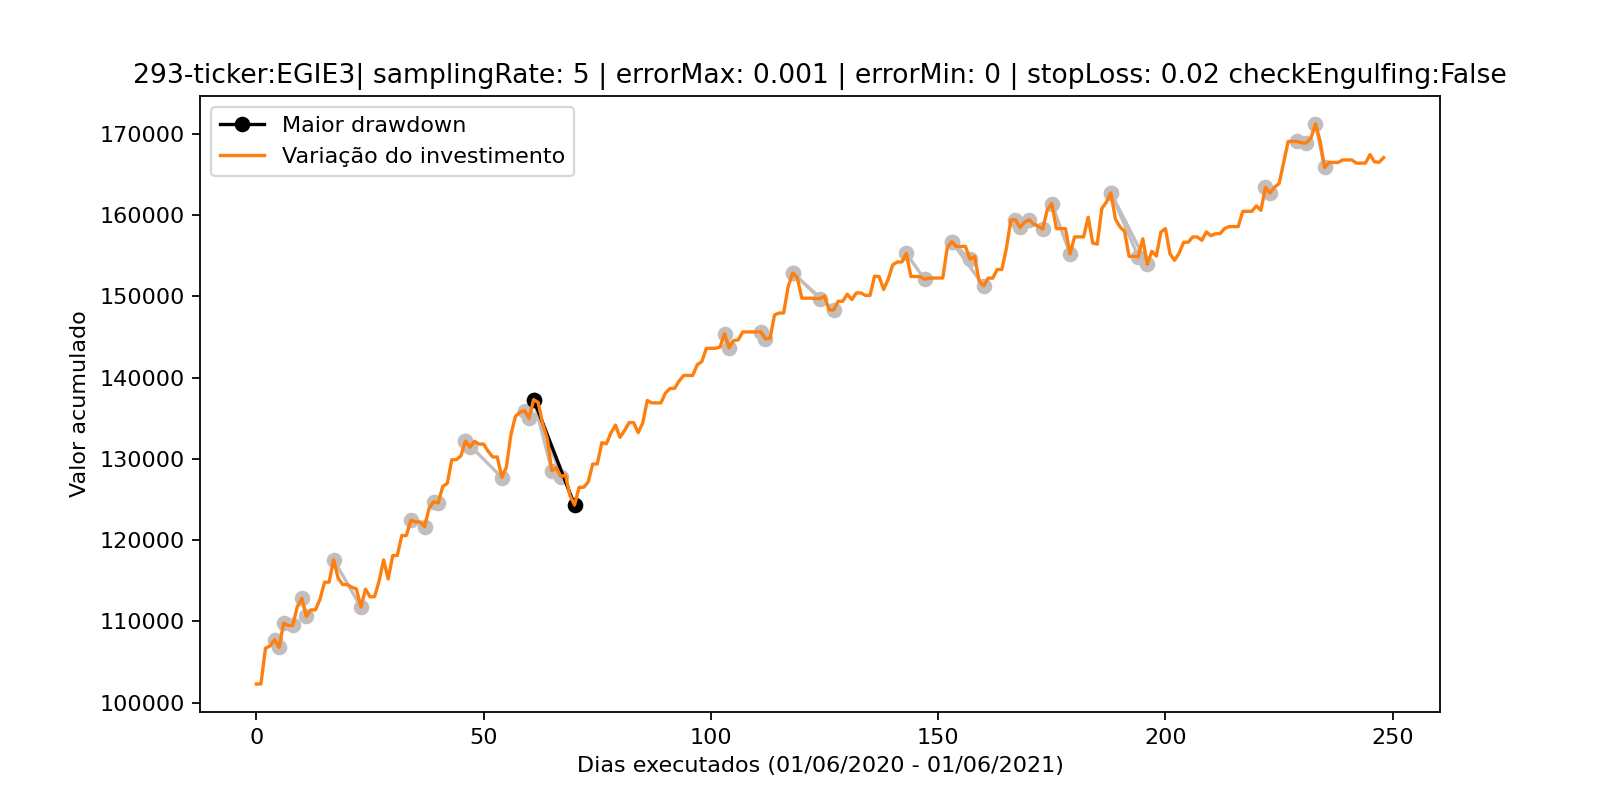 293-ticker:EGIE3| samplingRate: 5 | errorMax: 0.001 | errorMin: 0 | stopLoss: 0.02 checkEngulfing:False
Maior drawdown
Variação do investimento
Valor acumulado
170000
160000
150000
140000
130000
120000
110000
100000
0 50 100 150 200 250
Dias executados (01/06/2020 - 01/06/2021)